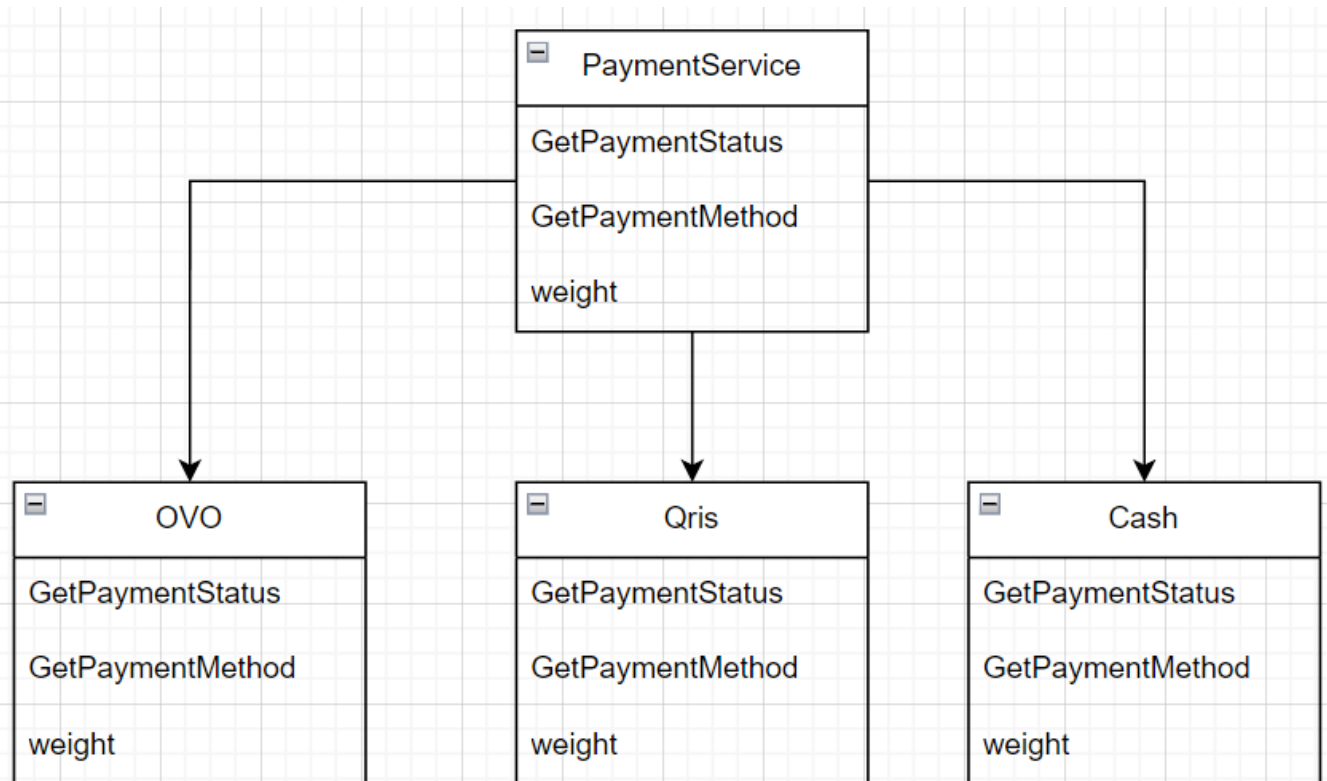 PaymentService
GetPaymentStatus
GetPaymentMethod
weight
OVO
GetPaymentStatus
GetPaymentMethod
weight
Qris
GetPaymentStatus
GetPaymentMethod
weight
Cash
GetPaymentStatus
GetPaymentMethod
weight